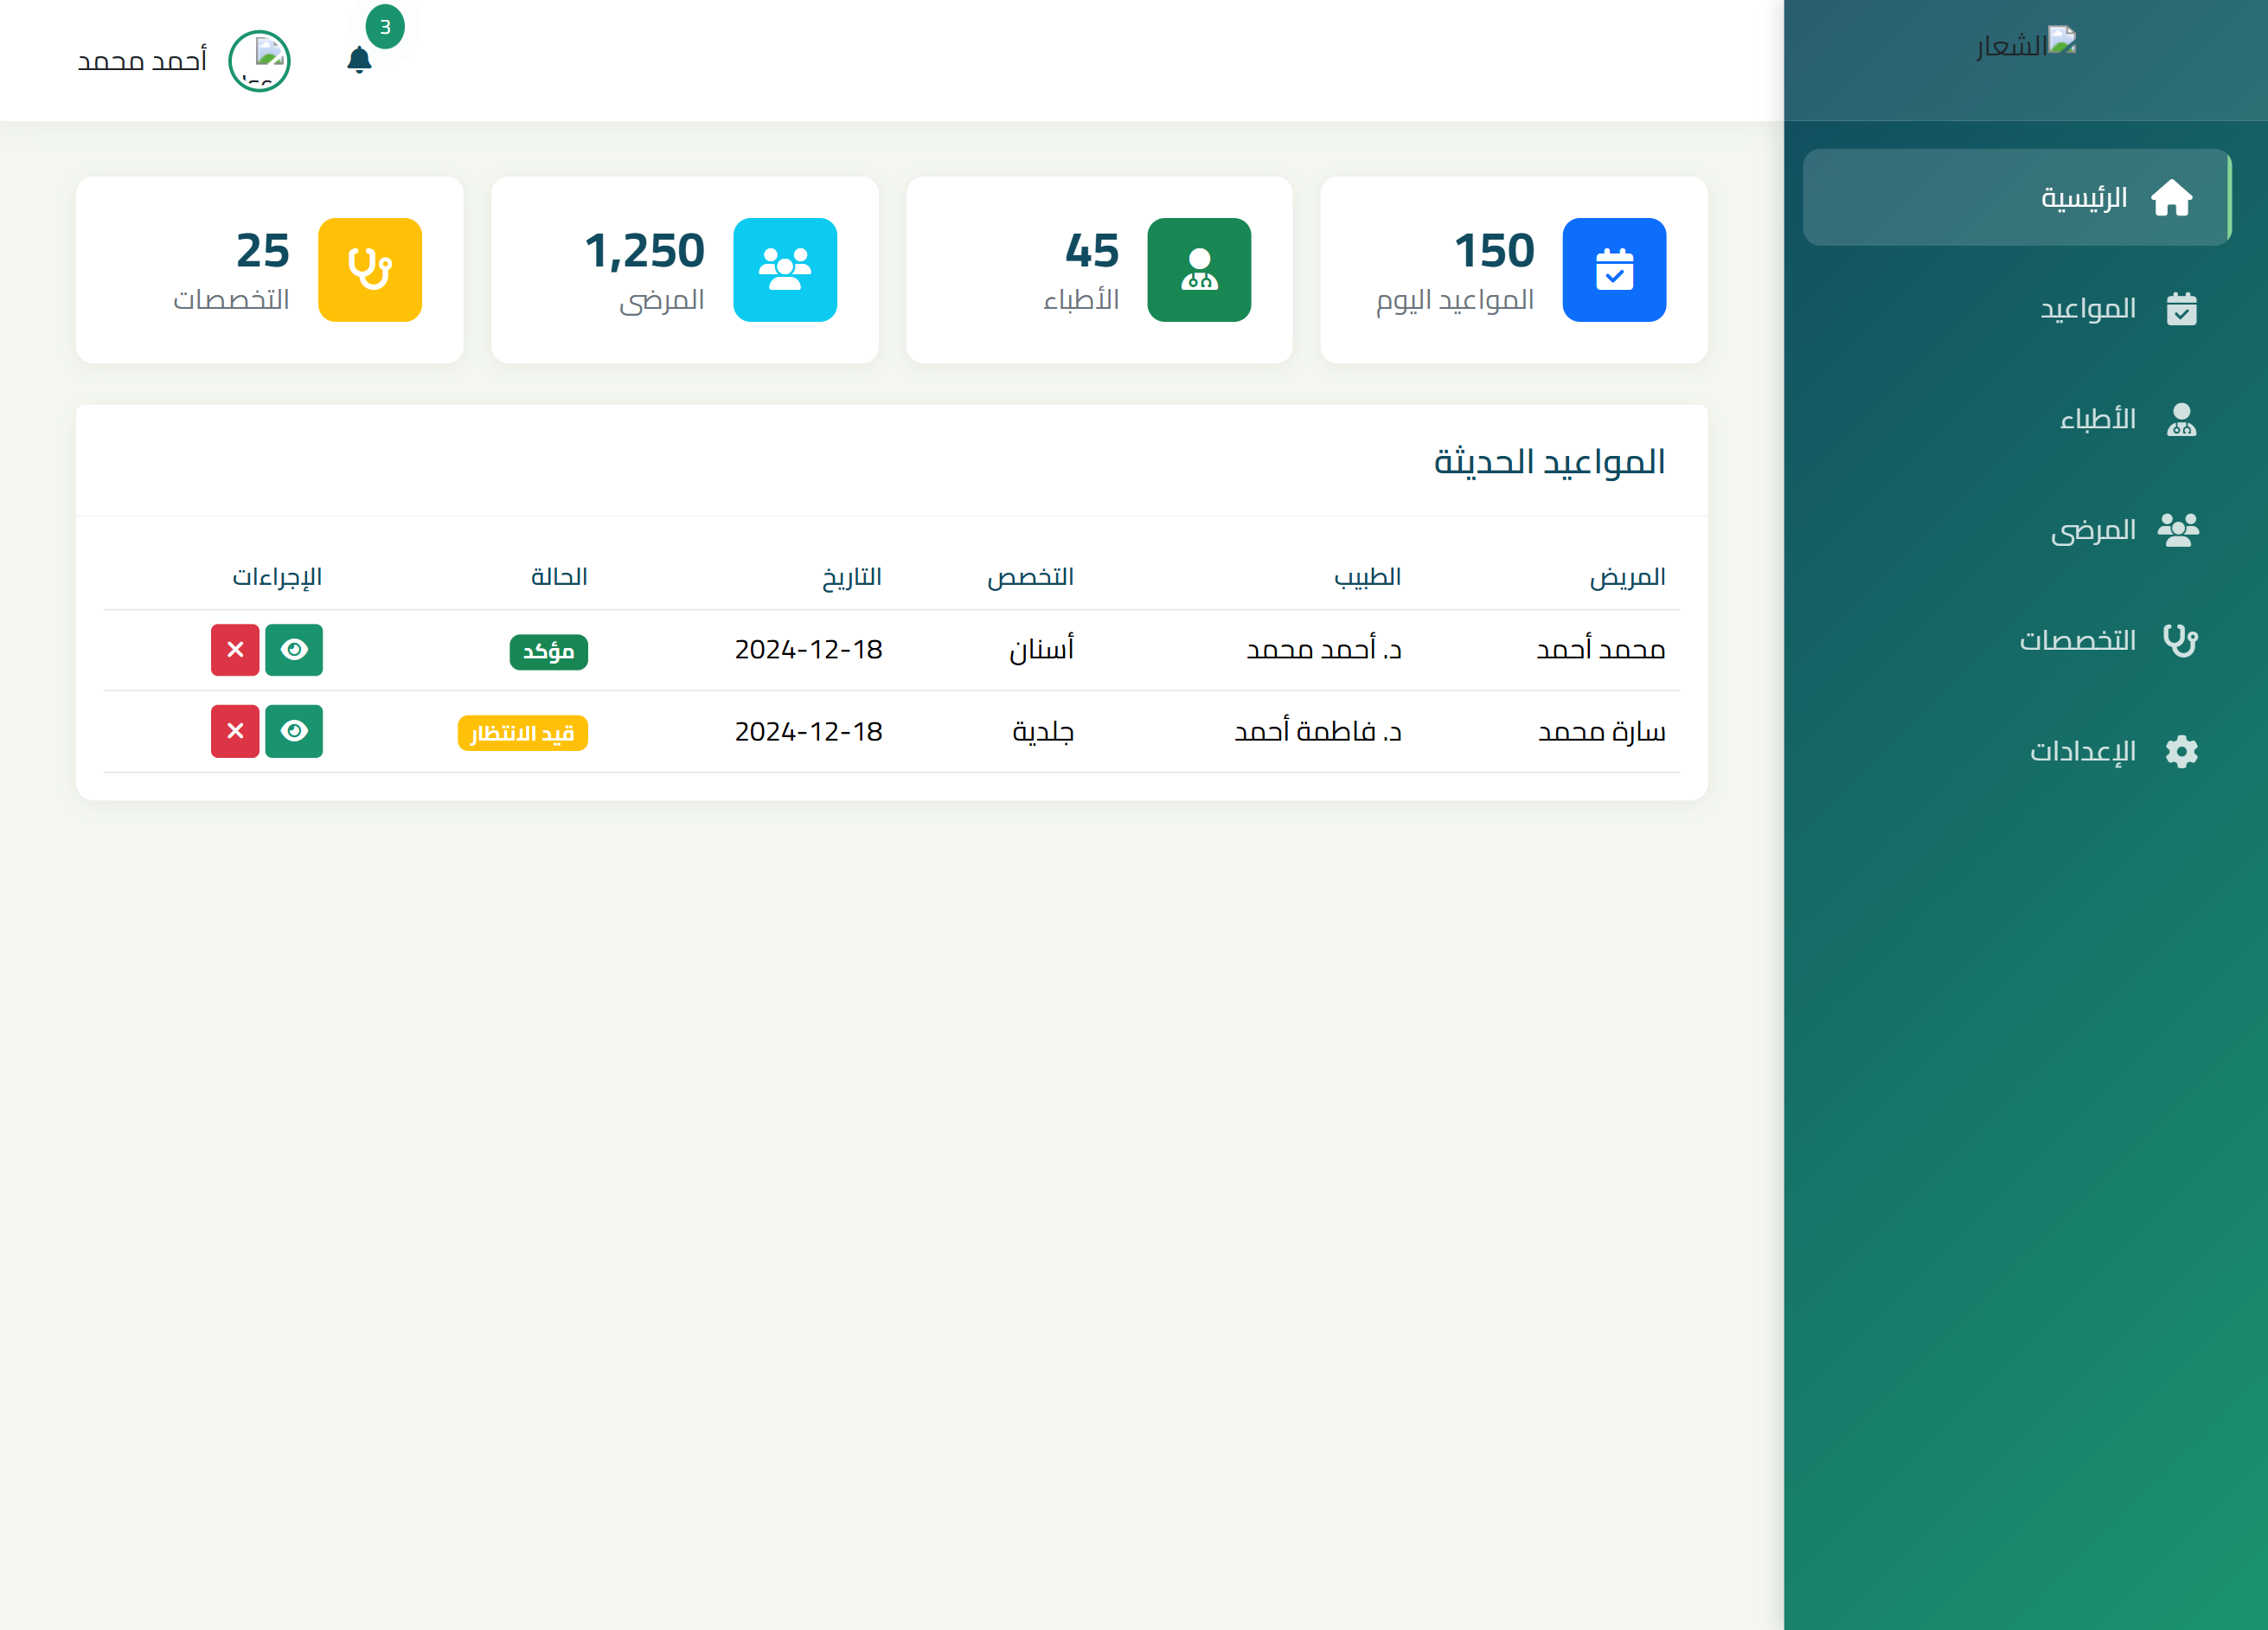 الشعار
الرئيسية
المواعيد
الأطباء
المرضى
التخصصات
الإعدادات
3
أحمد محمد
150
المواعيد اليوم
45
الأطباء
1,250
المرضى
25
التخصصات
المواعيد الحديثة
المريض الطبيب التخصص التاريخ الحالة الإجراءات
محمد أحمد د. أحمد محمد أسنان 2024-12-18 مؤكد
سارة محمد د. فاطمة أحمد جلدية 2024-12-18 قيد الانتظار